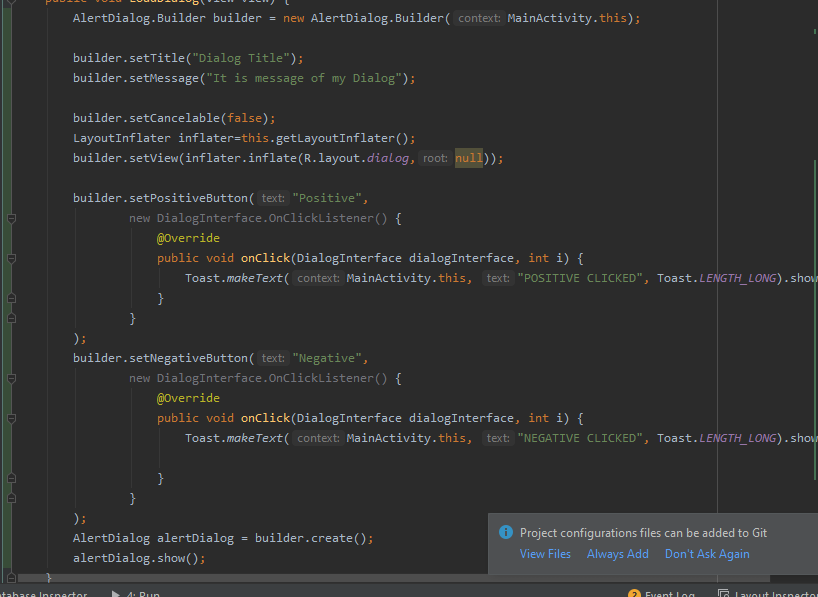 public void LoadDialog(View view) {
AlertDialog.Builder builder = new AlertDialog.Builder( context: MainActivity.this);
builder.setTitle("Dialog Title");
builder.setMessage("It is message of my Dialog");
builder.setCancelable(false);
LayoutInflater inflater=this.getLayoutInflater();
builder.setView(inflater.inflate(R.layout.dialog, root: null));
builder.setPositiveButton( text: "Positive",
new DialogInterface.OnClickListener() {
@Override
public void onClick(DialogInterface dialogInterface, int i) {
Toast.makeText( context: MainActivity.this, text: "POSITIVE CLICKED", Toast.LENGTH_LONG).show
}
}
);
builder.setNegativeButton( text: "Negative",
new DialogInterface.OnClickListener() {
@Override
public void onClick(DialogInterface dialogInterface, int i) {
Toast.makeText( context: MainActivity.this, text: "NEGATIVE CLICKED", Toast.LENGTH_LONG).show
}
}
);
AlertDialog alertDialog = builder.create();
alertDialog.show();
}
Project configurations files can be added to Git
View Files Always Add Don't Ask Again
atabase Inspector 4: Run 2 Event Log Layout Inspector